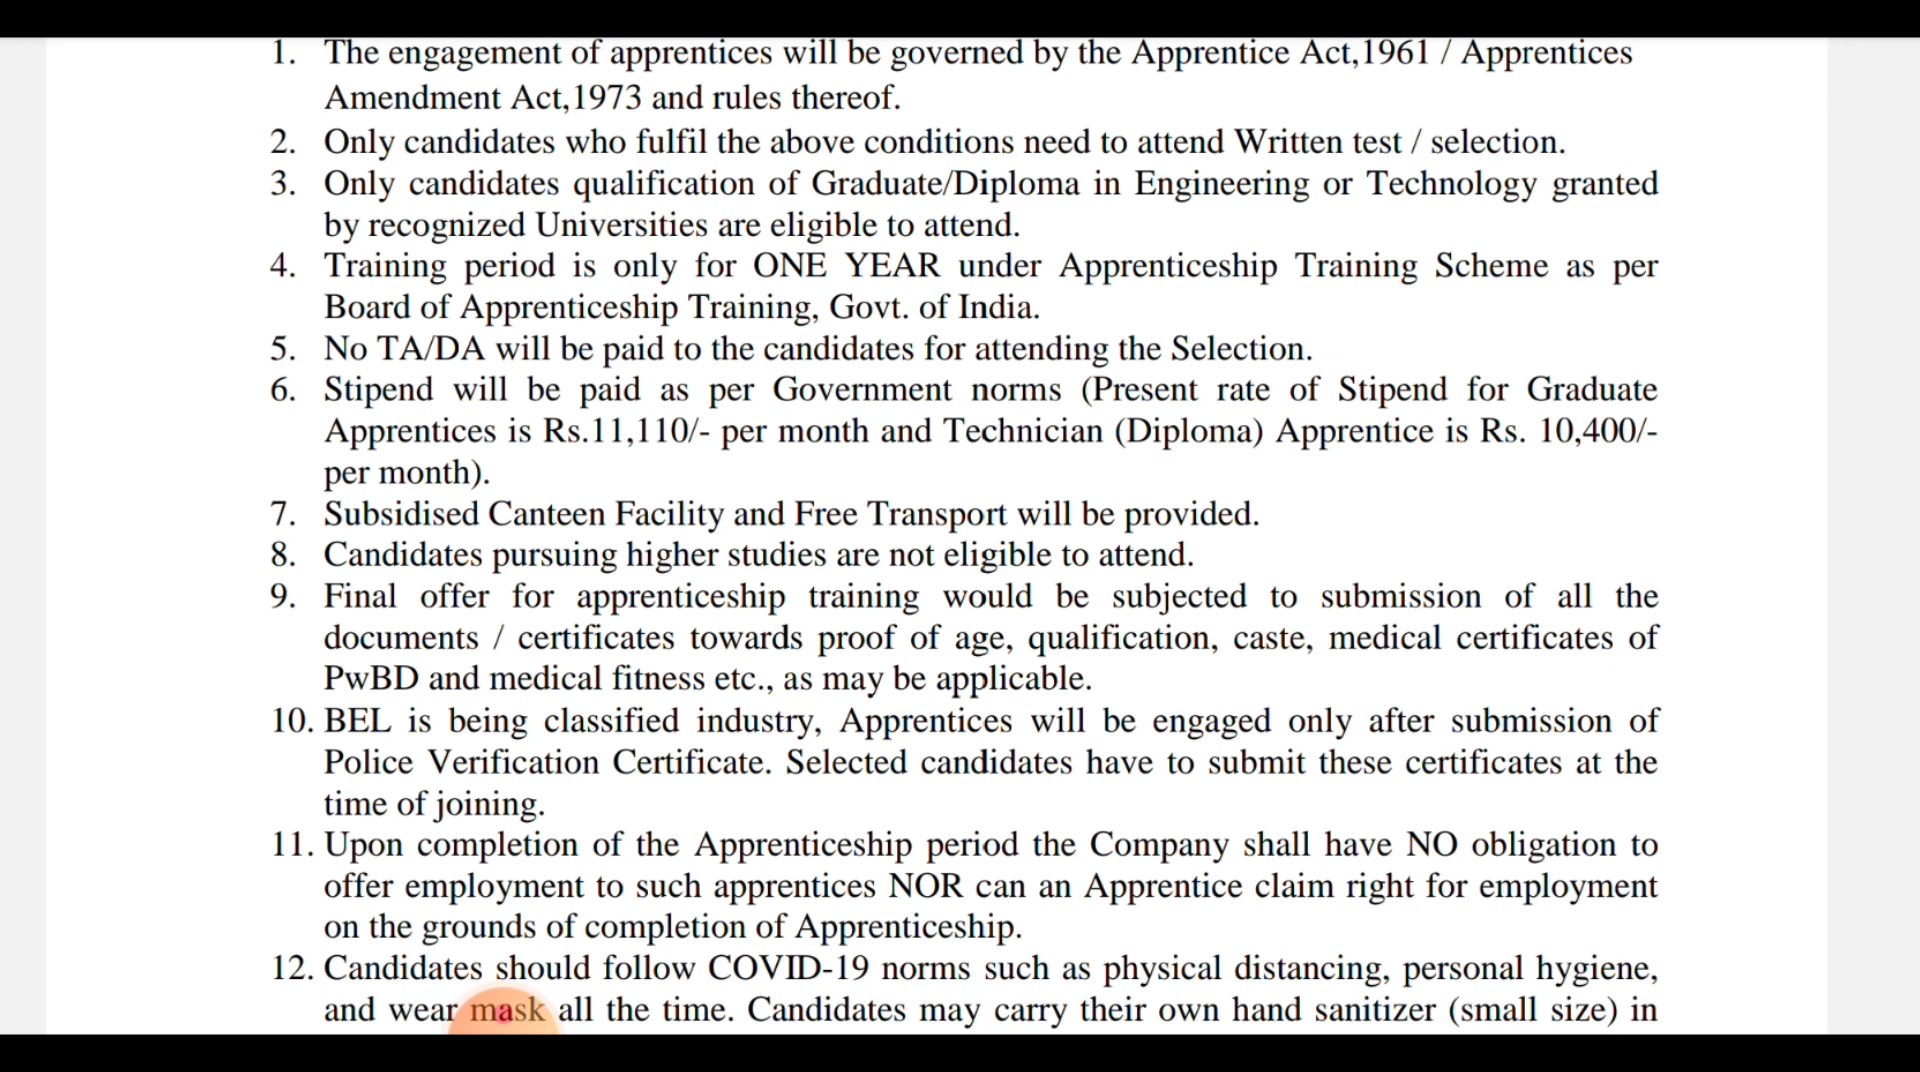 1. The engagement of apprentices will be governed by the Apprentice Act,1961 / Apprentices
Amendment Act,1973 and rules thereof.
2. Only candidates who fulfil the above conditions need to attend Written test / selection.
3. Only candidates qualification of Graduate/Diploma in Engineering or Technology granted
by recognized Universities are eligible to attend.
4. Training period is only for ONE YEAR under Apprenticeship Training Scheme as per
Board of Apprenticeship Training, Govt. of India.
5. No TA/DA will be paid to the candidates for attending the Selection.
6. Stipend will be paid as per Government norms (Present rate of Stipend for Graduate
Apprentices is Rs.11,110/- per month and Technician (Diploma) Apprentice is Rs. 10,400/-
per month).
7. Subsidised Canteen Facility and Free Transport will be provided.
8. Candidates pursuing higher studies are not eligible to attend.
9. Final offer for apprenticeship training would be subjected to submission of all the
documents / certificates towards proof of age, qualification, caste, medical certificates of
PwBD and medical fitness etc., as may be applicable.
10. BEL is being classified industry, Apprentices will be engaged only after submission of
Police Verification Certificate. Selected candidates have to submit these certificates at the
time of joining.
11. Upon completion of the Apprenticeship period the Company shall have NO obligation to
offer employment to such apprentices NOR can an Apprentice claim right for employment
on the grounds of completion of Apprenticeship.
12. Candidates should follow COVID-19 norms such as physical distancing, personal hygiene,
and wear mask all the time. Candidates may carry their own hand sanitizer (small size) in